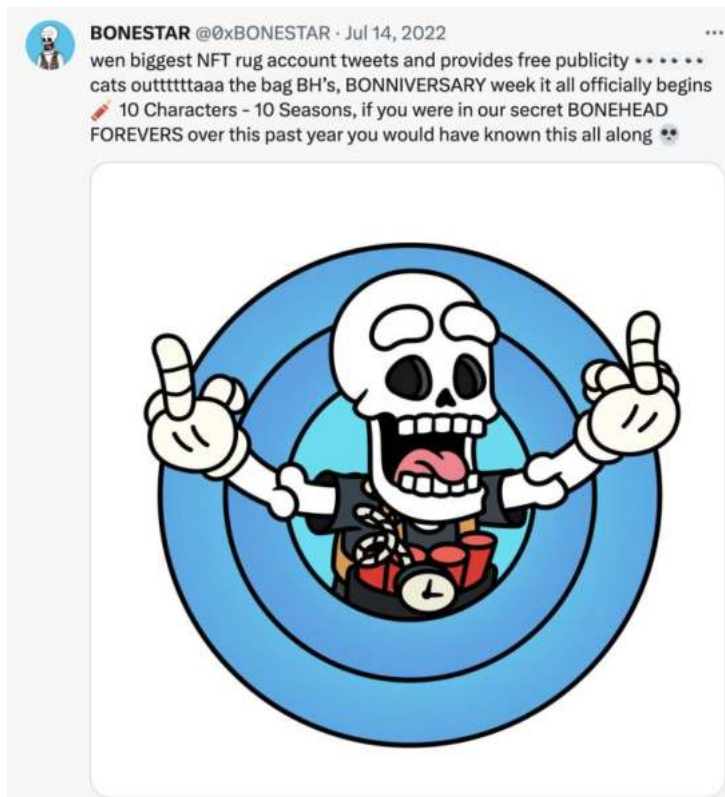 BONESTAR @0xBONESTAR · Jul 14, 2022
wen biggest NFT rug account tweets and provides free publicity • • • • • •
cats outttttttaaa the bag BH's, BONNIVERSARY week it all officially begins
🧨 10 Characters - 10 Seasons, if you were in our secret BONEHEAD
FOREVERS over this past year you would have known this all along 💀